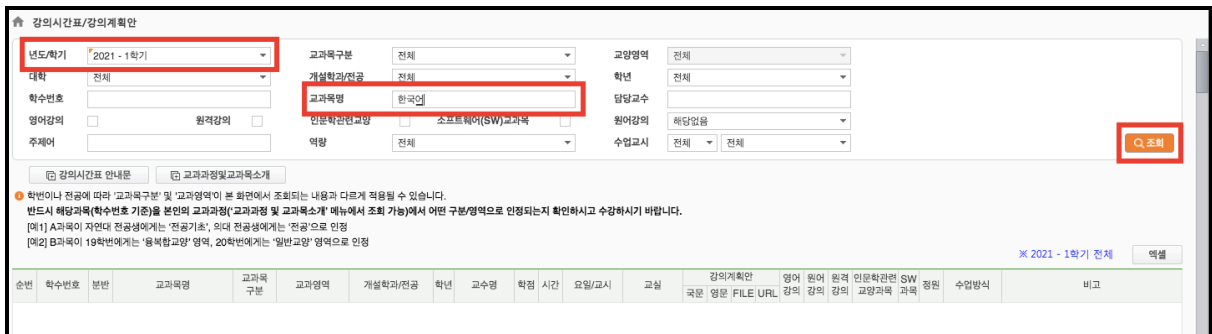 강의시간표/강의계획안
년도/학기 2021 - 1학기 교과목구분 전체 교양영역 전체
대학 전체 개설학과/전공 전체 학년 전체
학수번호 교과목명 한국어 담당교수
영어강의 원격강의 인문학관련교양 소프트웨어(SW)교과목 원어강의 해당없음
주제어 역량 전체 수업교시 전체 전체 조회
강의시간표 안내문 교과과정및교과목소개
학번이나 전공에 따라 '교과목구분' 및 '교과영역'이 본 화면에서 조회되는 내용과 다르게 적용될 수 있습니다.
반드시 해당과목(학수번호 기준)을 본인의 교과과정('교과과정 및 교과목소개' 메뉴에서 조회 가능)에서 어떤 구분/영역으로 인정되는지 확인하시고 수강하시기 바랍니다.
[예1] A과목이 자연대 전공생에게는 '전공기초', 의대 전공생에게는 '전공'으로 인정
[예2] B과목이 19학번에게는 '융복합교양' 영역, 20학번에게는 '일반교양' 영역으로 인정
※ 2021 - 1학기 전체 엑셀
순번 학수번호 분반 교과목명 교과목구분 교과영역 개설학과/전공 학년 교수명 학점 시간 요일/교시 교실 강의계획안 영어강의 원어강의 원격강의 인문학관련교양과목 SW과목 정원 수업방식 비고
국문 영문 FILE URL